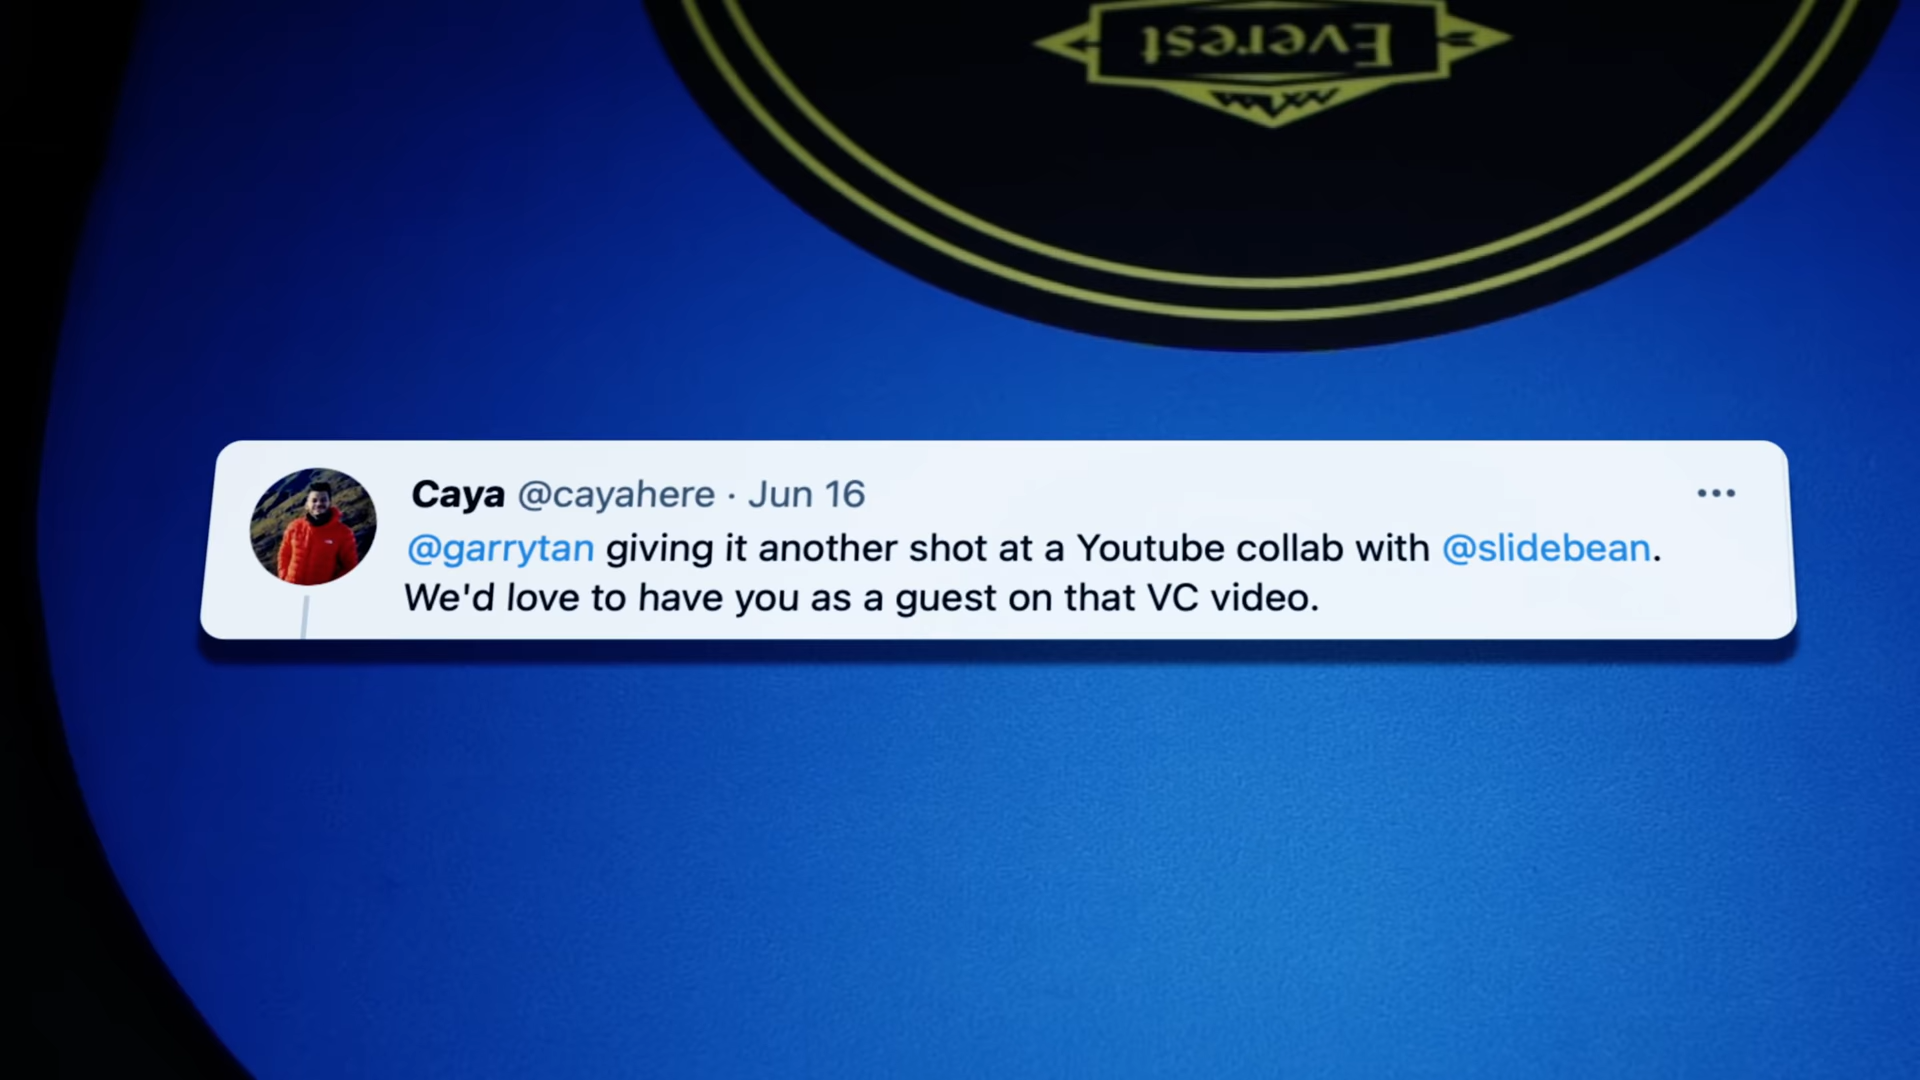 Everest
Caya @cayahere · Jun 16
@garrytan giving it another shot at a Youtube collab with @slidebean.
We'd love to have you as a guest on that VC video.